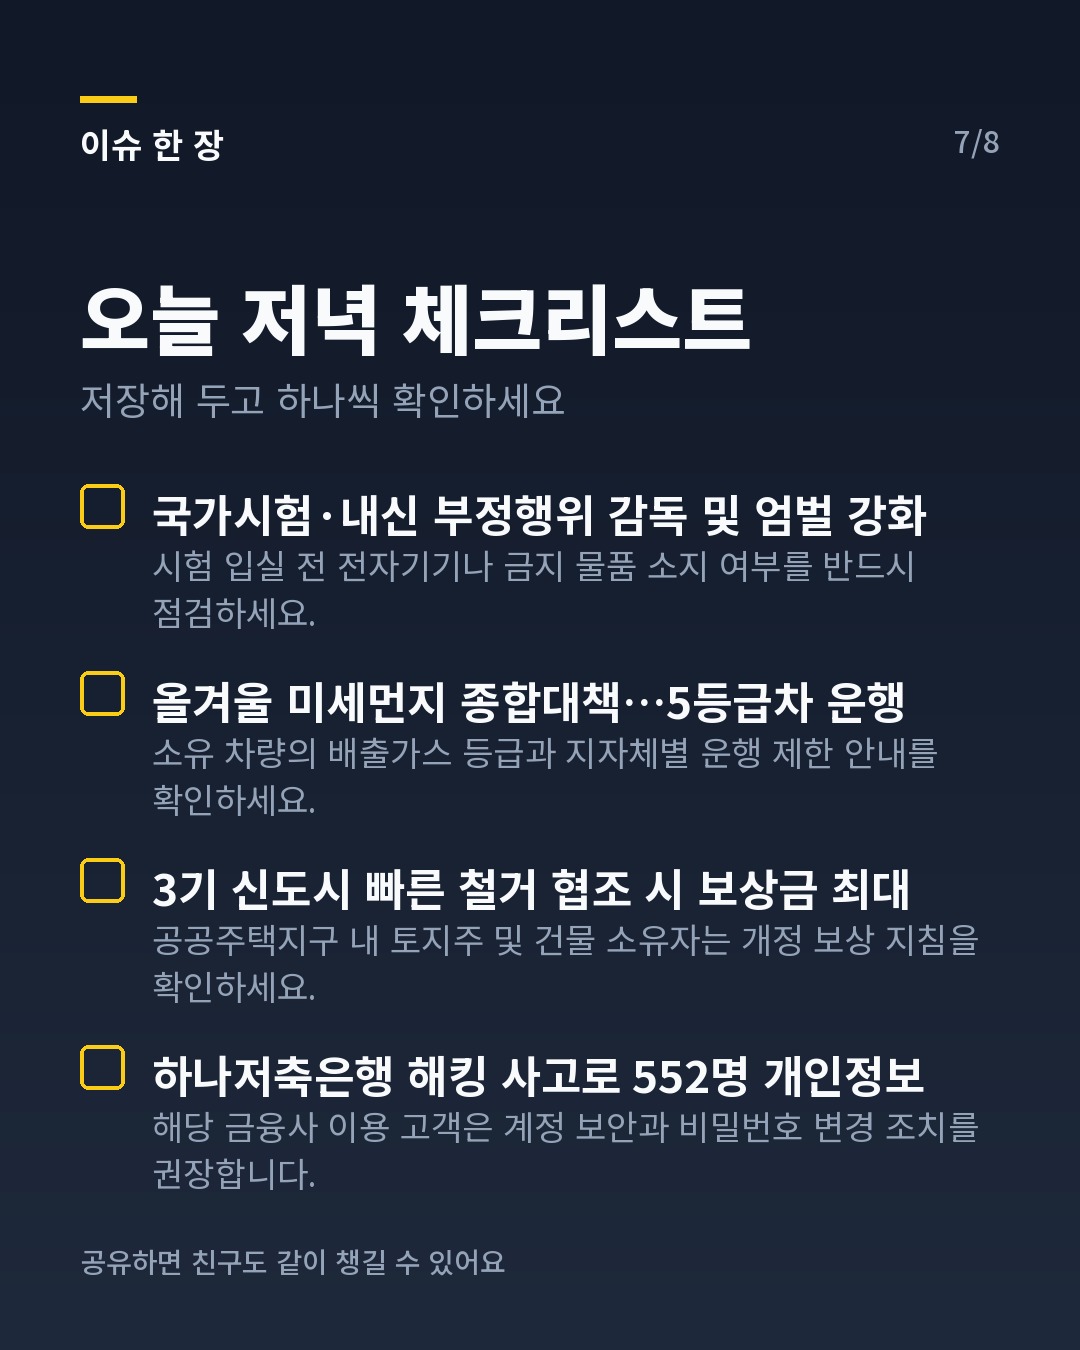 이슈 한 장
7/8
오늘 저녁 체크리스트
저장해 두고 하나씩 확인하세요
국가시험·내신 부정행위 감독 및 엄벌 강화
시험 입실 전 전자기기나 금지 물품 소지 여부를 반드시
점검하세요.
올겨울 미세먼지 종합대책…5등급차 운행
소유 차량의 배출가스 등급과 지자체별 운행 제한 안내를
확인하세요.
3기 신도시 빠른 철거 협조 시 보상금 최대
공공주택지구 내 토지주 및 건물 소유자는 개정 보상 지침을
확인하세요.
하나저축은행 해킹 사고로 552명 개인정보
해당 금융사 이용 고객은 계정 보안과 비밀번호 변경 조치를
권장합니다.
공유하면 친구도 같이 챙길 수 있어요